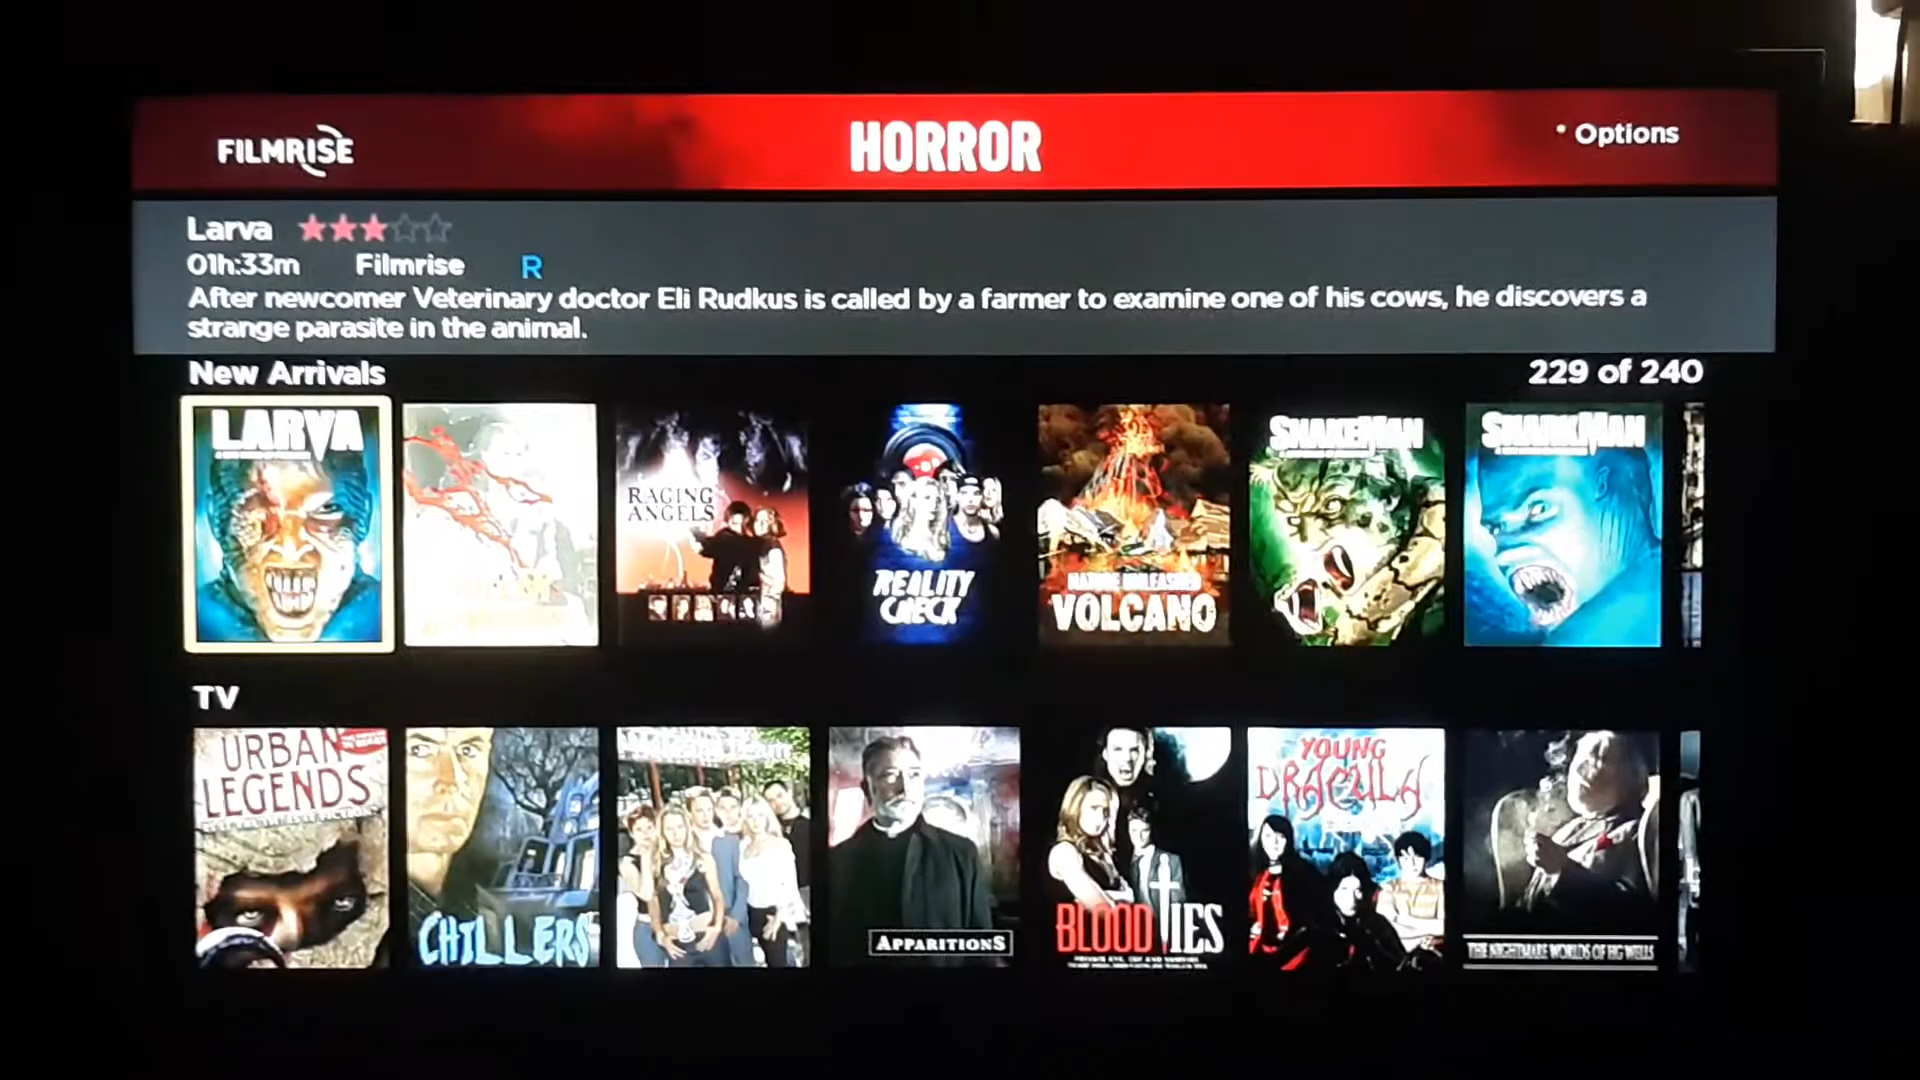 FILMRISE
HORROR
* Options
Larva
01h:33m Filmrise R
After newcomer Veterinary doctor Eli Rudkus is called by a farmer to examine one of his cows, he discovers a
strange parasite in the animal.
New Arrivals
229 of 240
LARVA
RAGING
ANGELS
REALITY
CHECK
NATURE UNLEASHED
VOLCANO
SNAKEMAN
SHARKMAN
TV
URBAN
LEGENDS
CHILLERS
APPARITIONS
BLOOD TIES
YOUNG
DRACULA
THE NIGHTMARE WORLDS OF HG WELLS